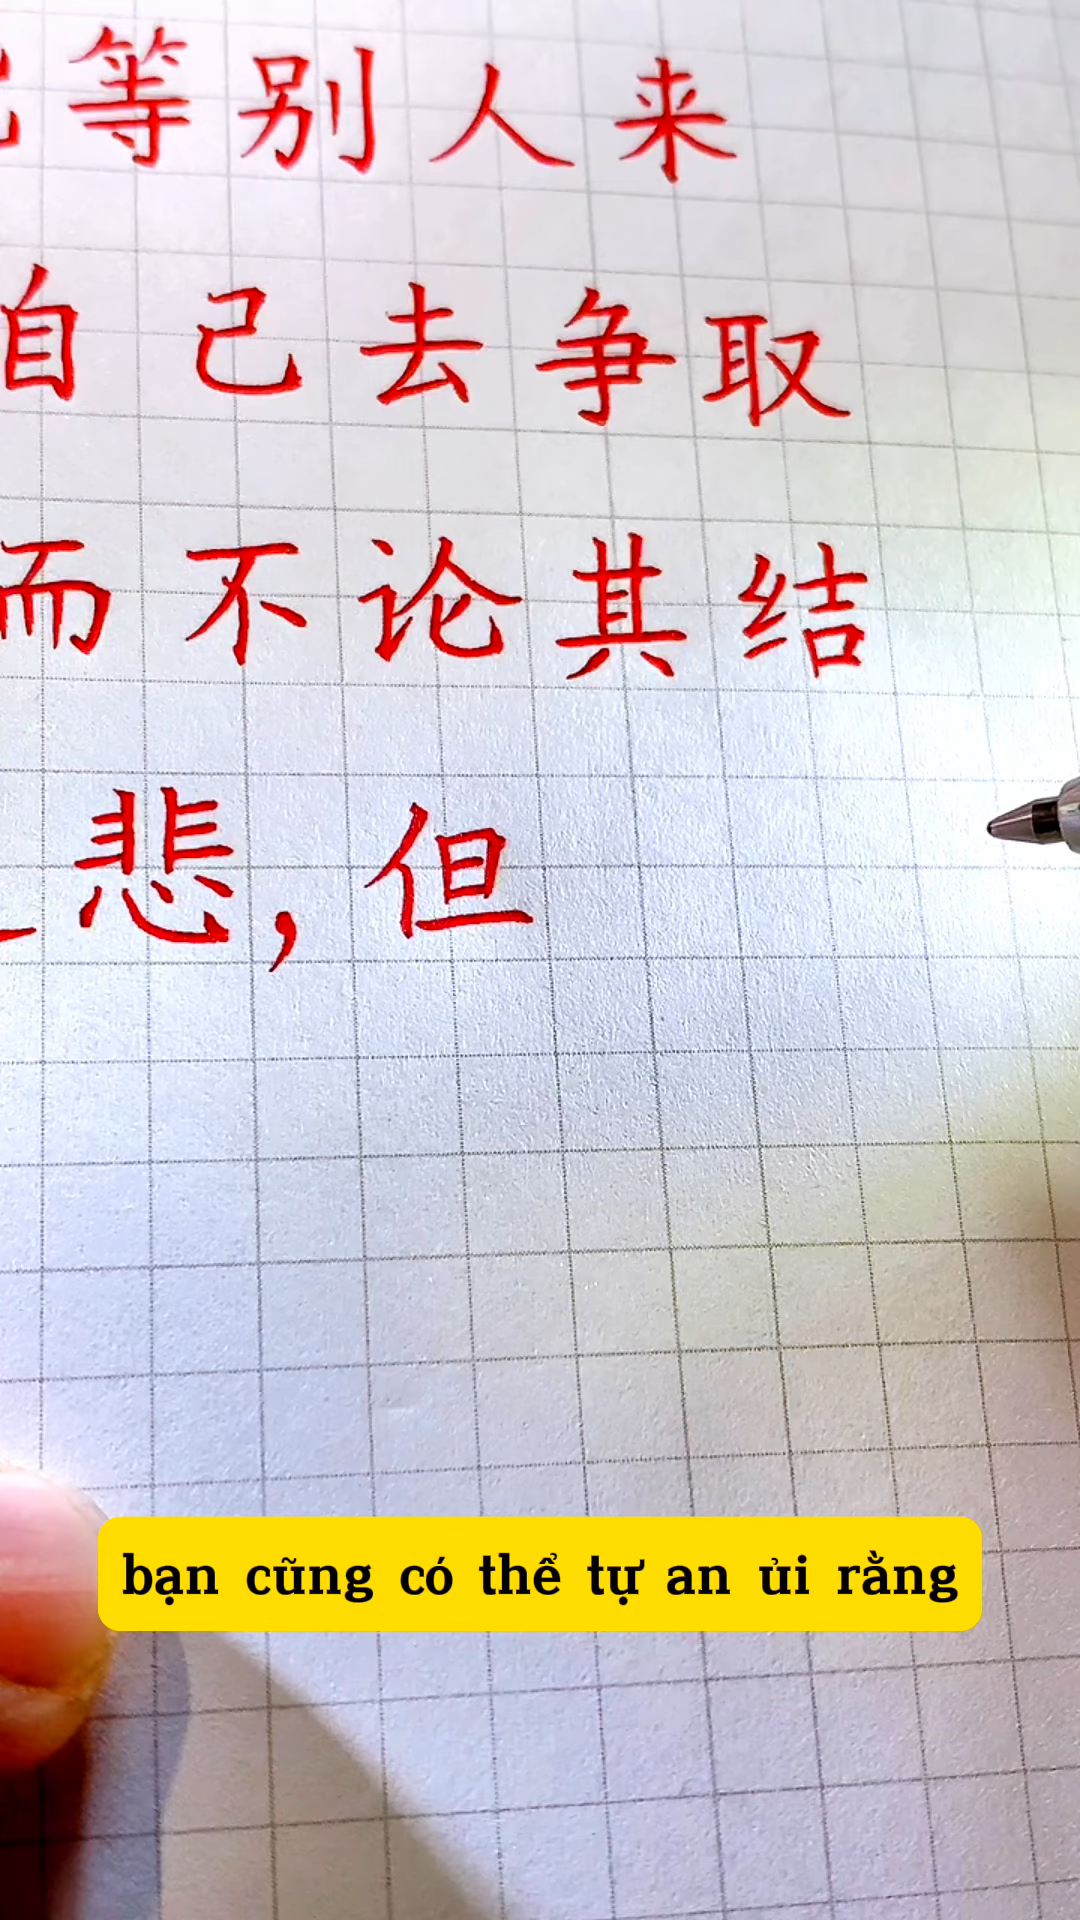 等别人来
自己去争取
而不论其结
悲，但
bạn cũng có thể tự an ủi rằng